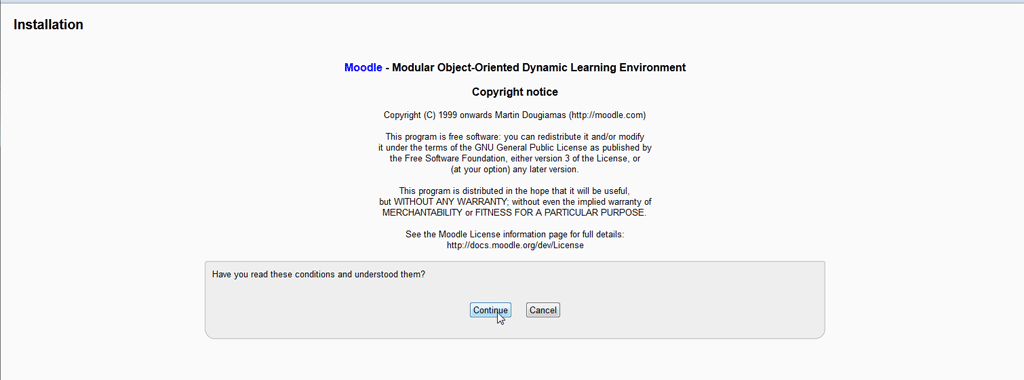 Installation
Moodle - Modular Object-Oriented Dynamic Learning Environment
Copyright notice
Copyright (C) 1999 onwards Martin Dougiamas (http://moodle.com)
This program is free software: you can redistribute it and/or modify
it under the terms of the GNU General Public License as published by
the Free Software Foundation, either version 3 of the License, or
(at your option) any later version.
This program is distributed in the hope that it will be useful,
but WITHOUT ANY WARRANTY; without even the implied warranty of
MERCHANTABILITY or FITNESS FOR A PARTICULAR PURPOSE.
See the Moodle License information page for full details:
http://docs.moodle.org/dev/License
Have you read these conditions and understood them?
Continue Cancel